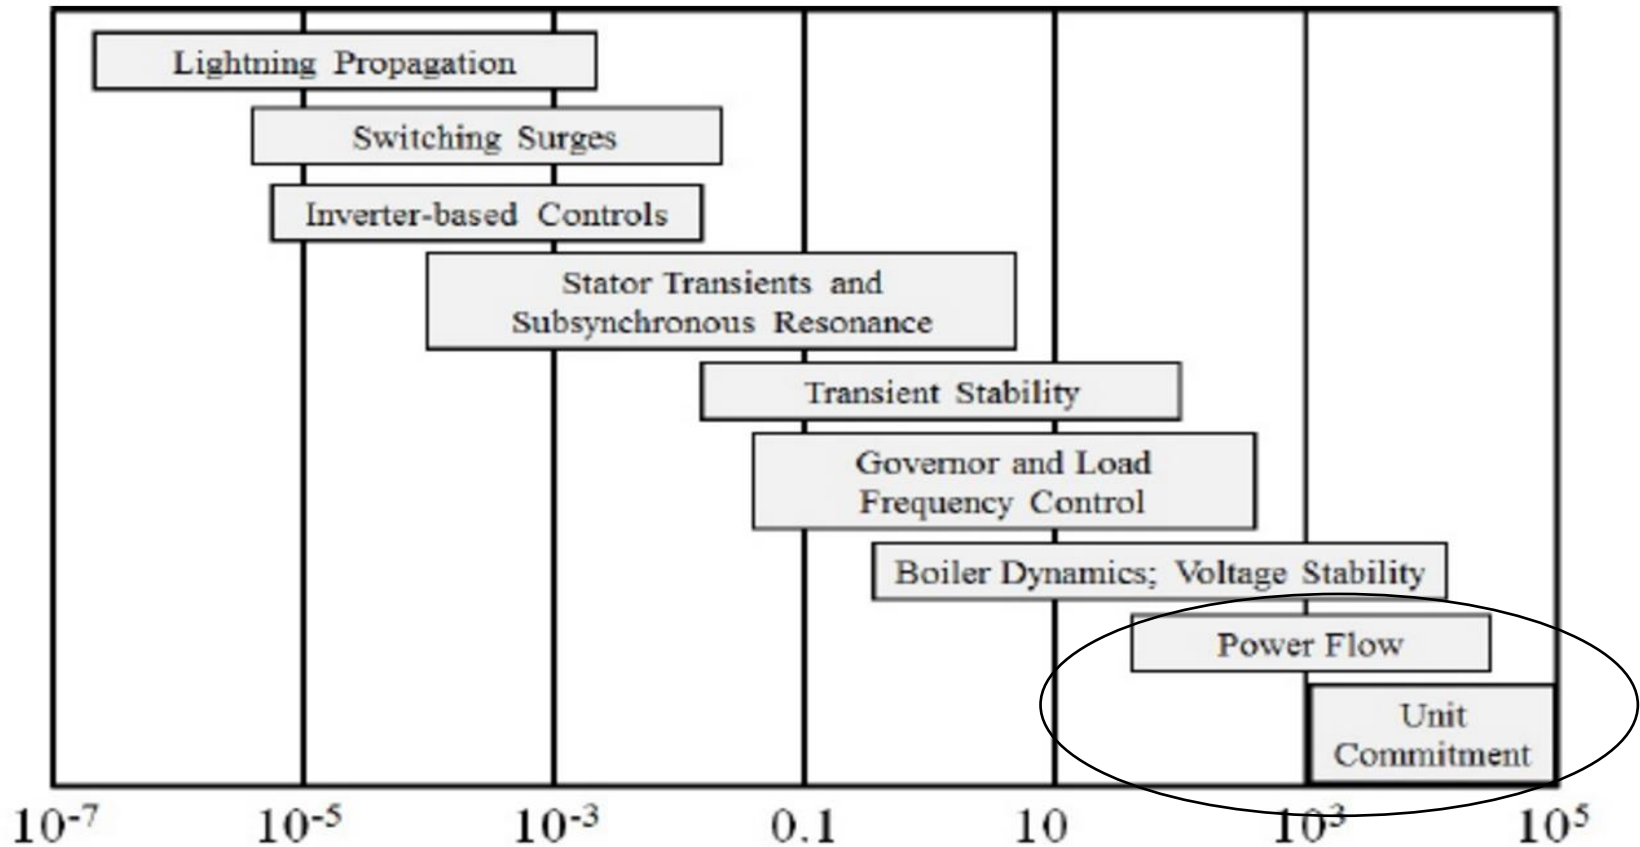 Lightning Propagation
Switching Surges
Inverter-based Controls
Stator Transients and
Subsynchronous Resonance
Transient Stability
Governor and Load
Frequency Control
Boiler Dynamics; Voltage Stability
Power Flow
Unit
Commitment
10⁻⁷ 10⁻⁵ 10⁻³ 0.1 10 10³ 10⁵